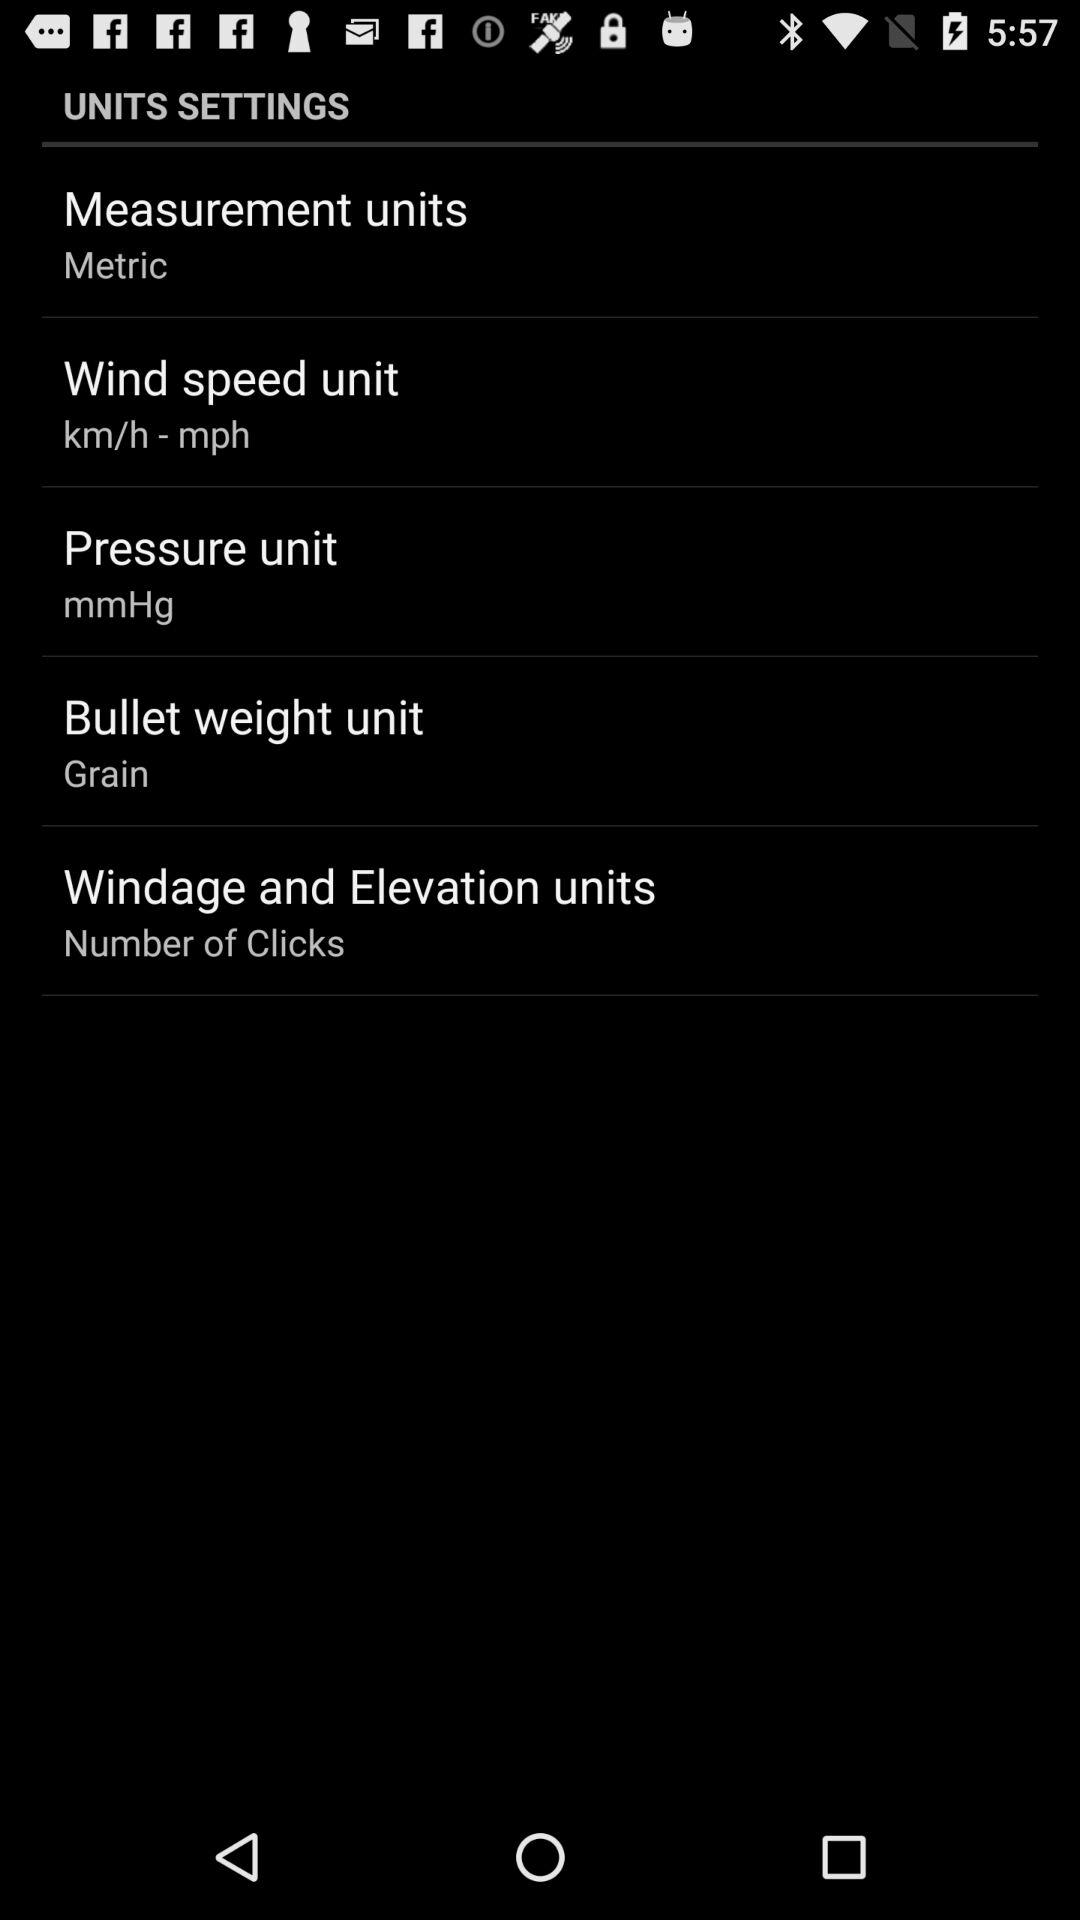 FAKE
5:57
UNITS SETTINGS
Measurement units
Metric
Wind speed unit
km/h - mph
Pressure unit
mmHg
Bullet weight unit
Grain
Windage and Elevation units
Number of Clicks